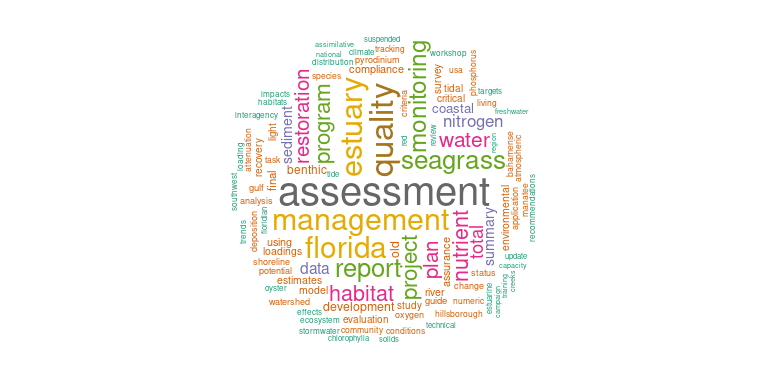 suspended
assimilative
national
climate
tracking
workshop
distribution
pyrodinium
species
compliance
monitoring
survey
usa
phosphorus
impacts
habitats
restoration
program
estuary
quality
criteria
tidal
critical
targets
living
interagency
sediment
light
coastal
freshwater
nitrogen
loading
attenuation
recovery
task
red
review
water
region
bahamense
atmospheric
benthic
tide
seagrass
southwest
gulf
final
assessment
manatee
recommendations
analysis
application
environmental
trends
deposition
floridian
management
nutrient
total
summary
using
loadings
florida
old
project
plan
assurance
update
shoreline
potential
data
report
status
capacity
estimates
oyster
model
habitat
river
change
estuarine
campaign
training
creeks
watershed
development
study
guide
numeric
effects
oxygen
hillsborough
ecosystem
evaluation
technical
stormwater
community
conditions
chlorophylla
solids